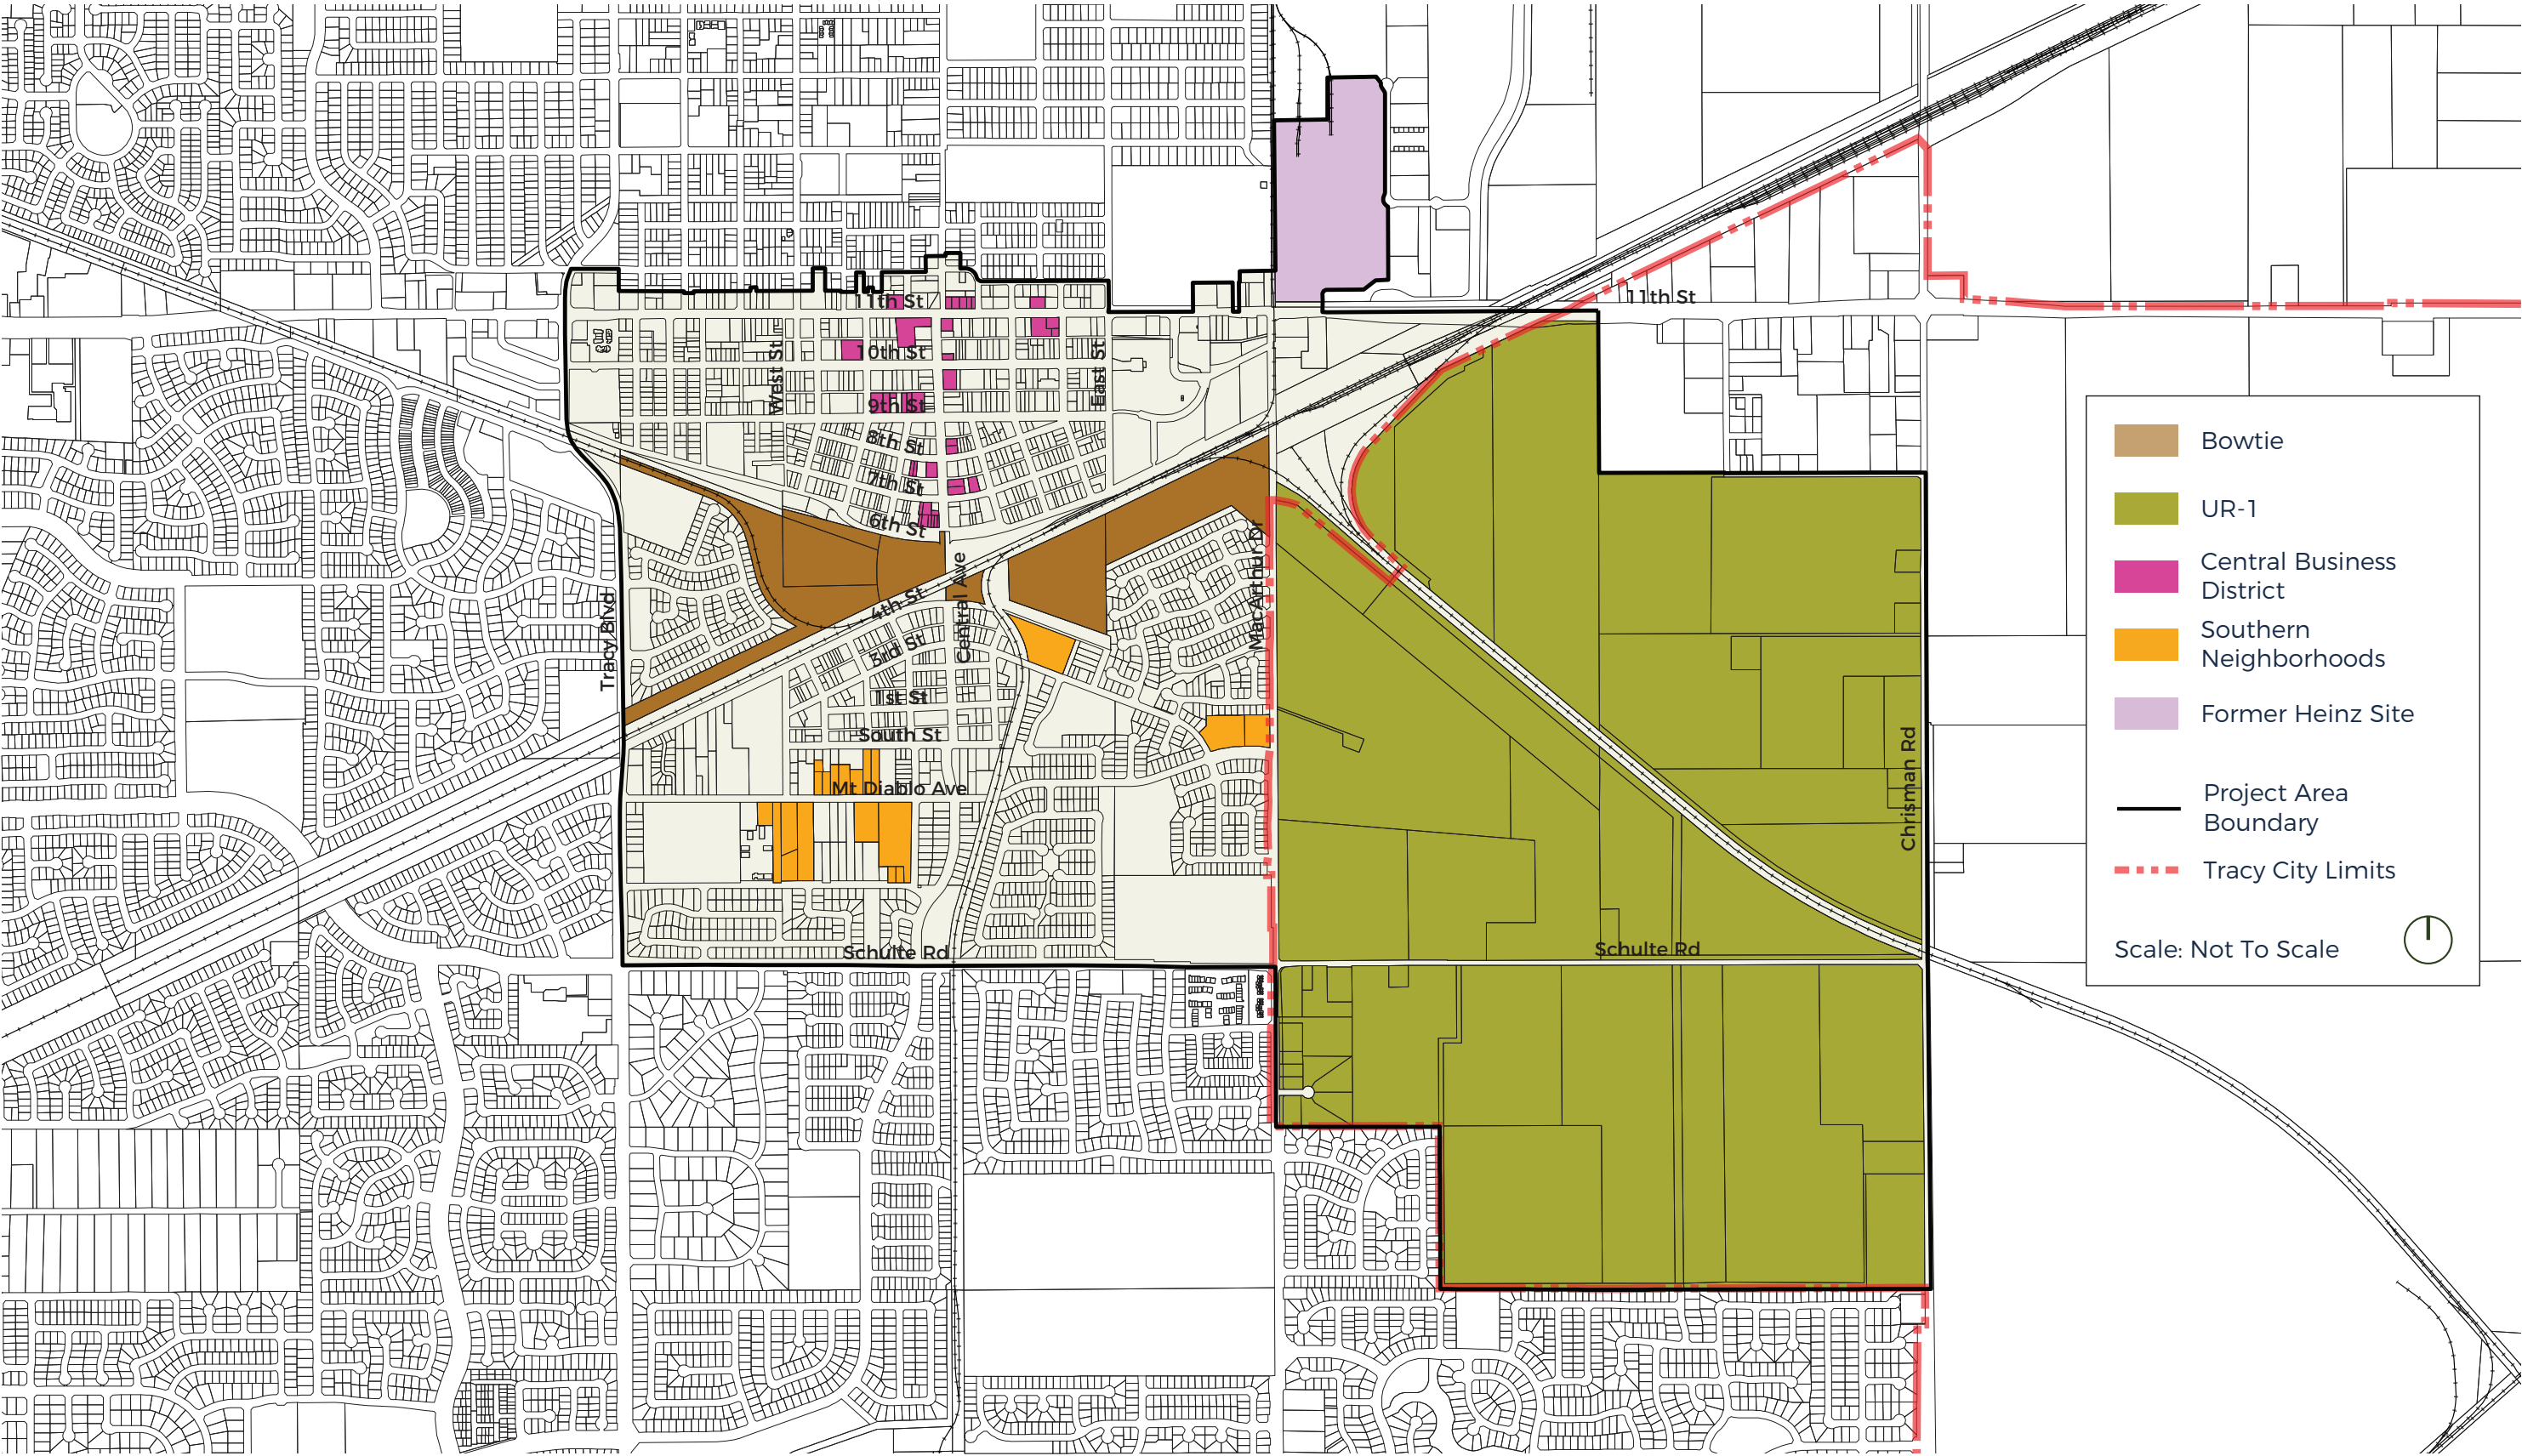 11th St
11th St
10th St
West St
East St
9th St
8th St
7th St
6th St
MacArthur Dr
Central Ave
4th St
3rd St
Tracy Blvd
1st St
South St
Mt Diablo Ave
Chrisman Rd
Schulte Rd
Schulte Rd
Bowtie
UR-1
Central Business
District
Southern
Neighborhoods
Former Heinz Site
Project Area
Boundary
Tracy City Limits
Scale: Not To Scale